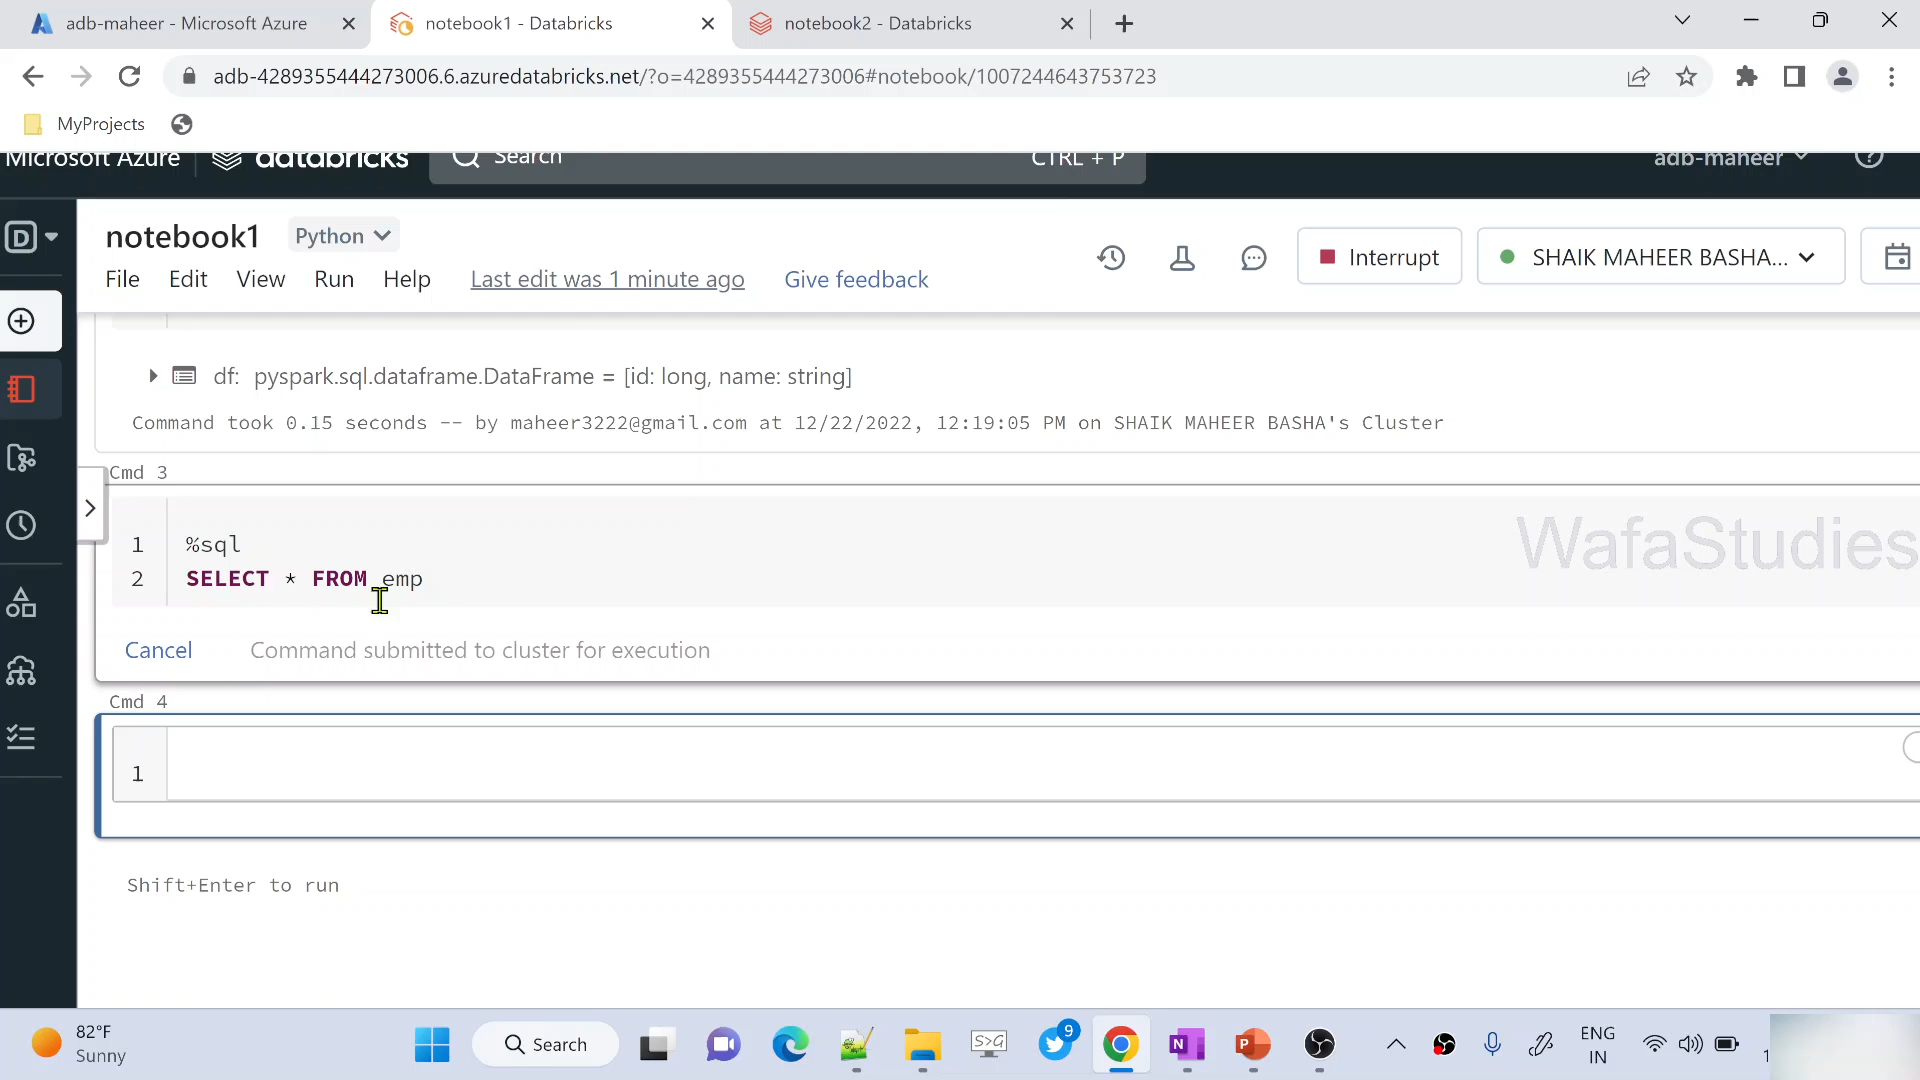 adb-maheer - Microsoft Azure
notebook1 - Databricks
notebook2 - Databricks
adb-4289355444273006.6.azuredatabricks.net/?o=4289355444273006#notebook/1007244643753723
MyProjects
Microsoft Azure
databricks
Search
CTRL + P
adb-maheer
notebook1
Python
File Edit View Run Help Last edit was 1 minute ago Give feedback
Interrupt
SHAIK MAHEER BASHA...
df: pyspark.sql.dataframe.DataFrame = [id: long, name: string]
Command took 0.15 seconds -- by maheer3222@gmail.com at 12/22/2022, 12:19:05 PM on SHAIK MAHEER BASHA's Cluster
Cmd 3
WafaStudies
1 %sql
2 SELECT * FROM emp
Cancel Command submitted to cluster for execution
Cmd 4
1
Shift+Enter to run
82°F
Sunny
Search
S>G
9
ENG
IN